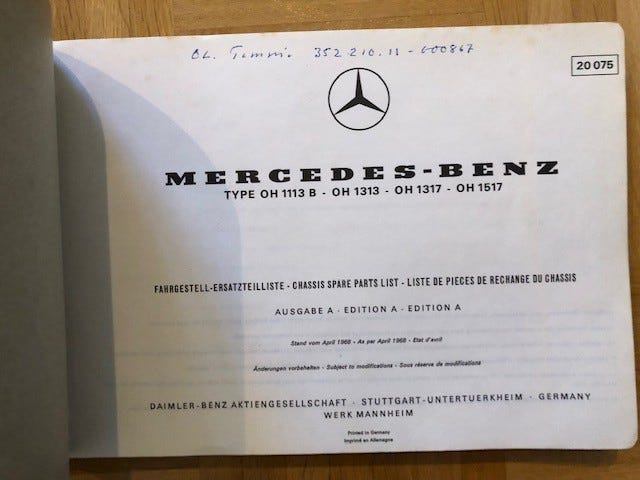 352.210.11-000867
20 075
MERCEDES-BENZ
TYPE OH 1113 B - OH 1313 - OH 1317 - OH 1517
FAHRGESTELL-ERSATZTEILLISTE - CHASSIS SPARE PARTS LIST - LISTE DE PIECES DE RECHANGE DU CHASSIS
AUSGABE A · EDITION A · EDITION A
Stand vom April 1968 - As per April 1968 - Etat d'avril
Änderungen vorbehalten · Subject to modifications · Sous réserve de modifications
DAIMLER-BENZ AKTIENGESELLSCHAFT · STUTTGART-UNTERTUERKHEIM · GERMANY
WERK MANNHEIM
Printed in Germany
Imprimé en Allemagne